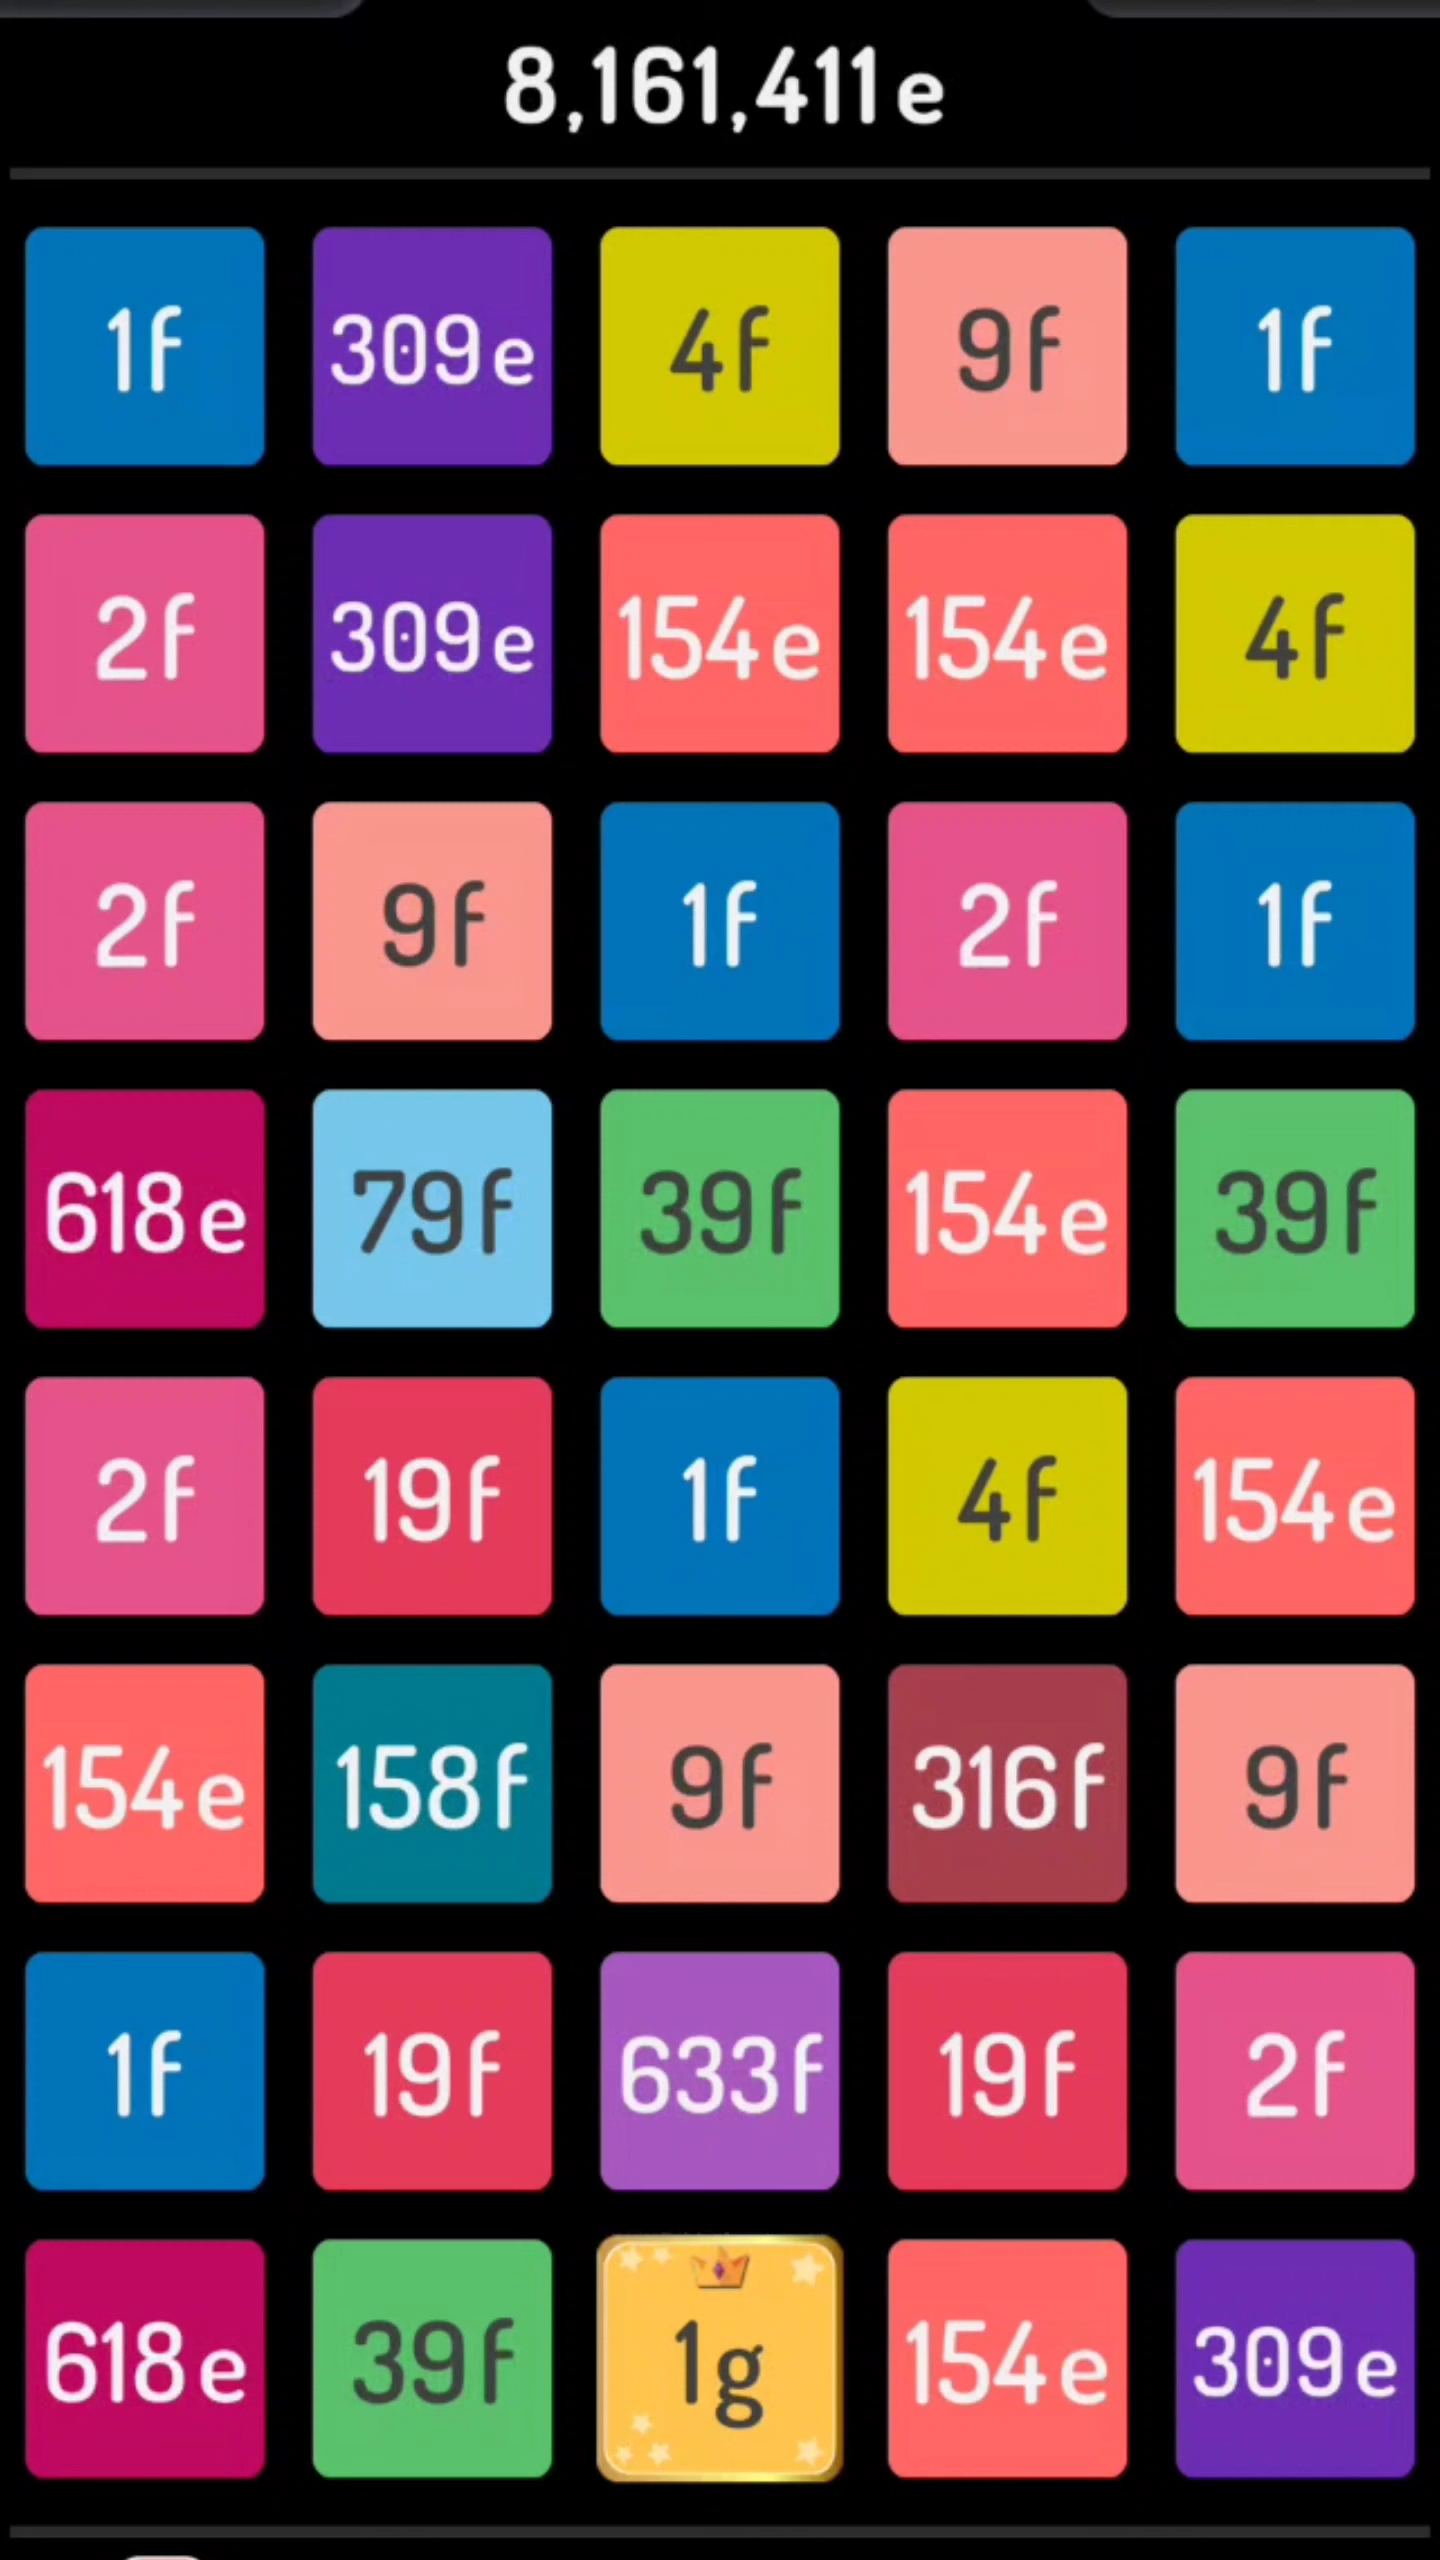 8,161,411e
1f 309e 4f 9f 1f
2f 309e 154e 154e 4f
2f 9f 1f 2f 1f
618e 79f 39f 154e 39f
2f 19f 1f 4f 154e
154e 158f 9f 316f 9f
1f 19f 633f 19f 2f
618e 39f 1g 154e 309e